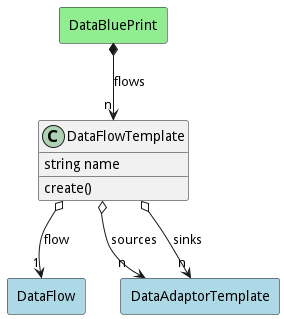 DataBluePrint
flows
n
C DataFlowTemplate
string name
create()
flow
sources
sinks
1
n
n
DataFlow
DataAdaptorTemplate